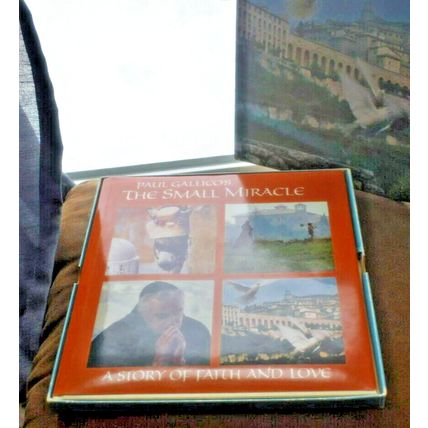 PAUL GALLICO'S
THE SMALL MIRACLE
A STORY OF FAITH AND LOVE